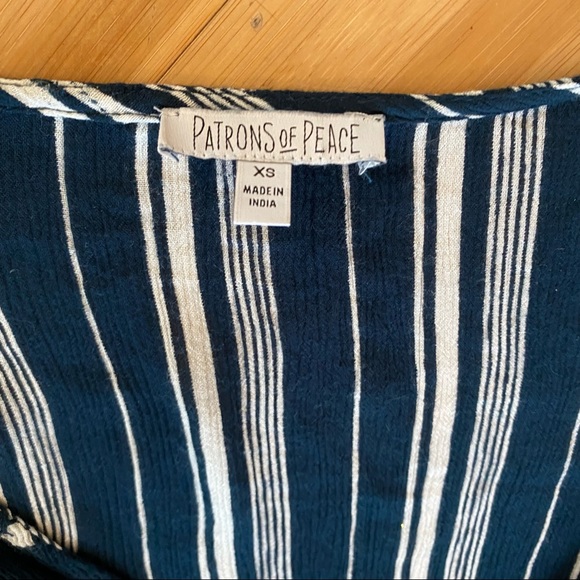 PATRONS OF PEACE
XS
MADE IN
INDIA